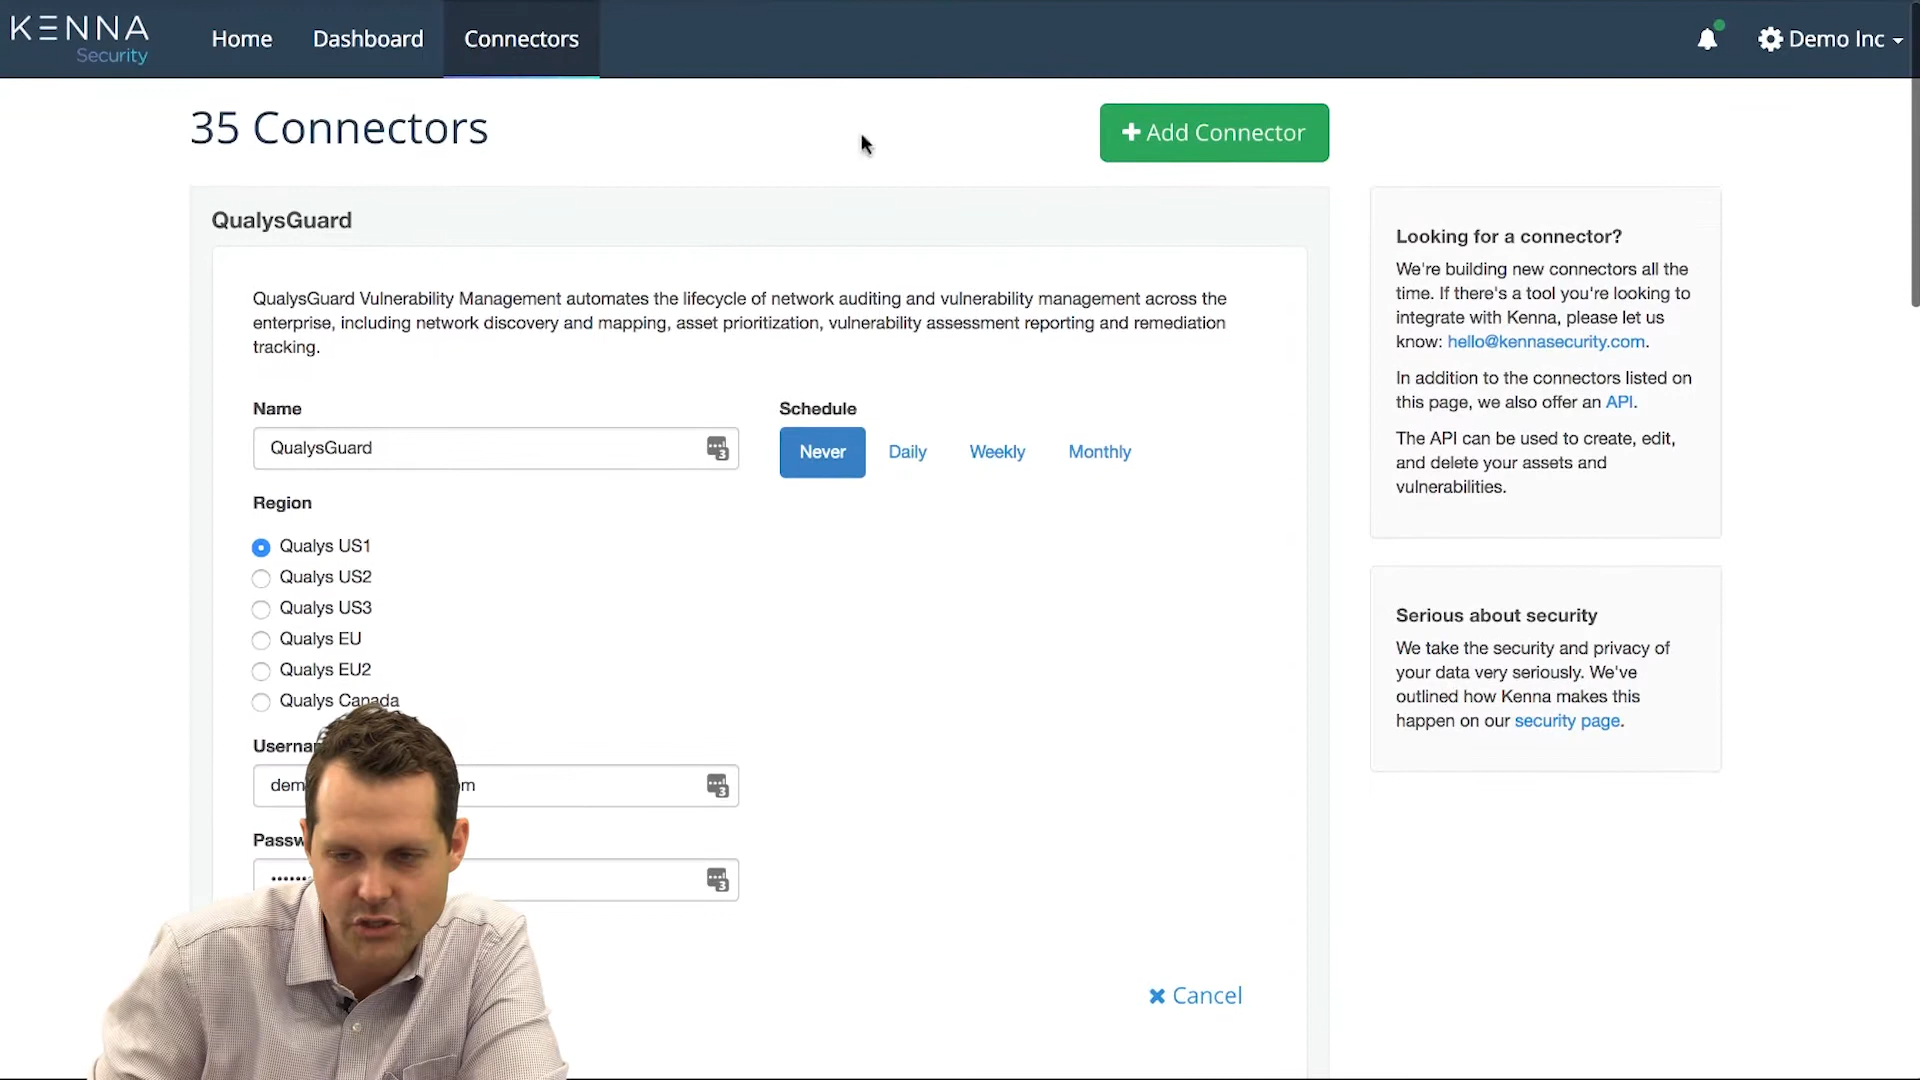 KENNA
Security
Home
Dashboard
Connectors
Demo Inc
35 Connectors
Add Connector
QualysGuard
QualysGuard Vulnerability Management automates the lifecycle of network auditing and vulnerability management across the
enterprise, including network discovery and mapping, asset prioritization, vulnerability assessment reporting and remediation
tracking.
Name
QualysGuard
3
Schedule
Never
Daily
Weekly
Monthly
Region
Qualys US1
Qualys US2
Qualys US3
Qualys EU
Qualys EU2
Qualys Canada
3
3
Cancel
Looking for a connector?
We're building new connectors all the
time. If there's a tool you're looking to
integrate with Kenna, please let us
know: hello@kennasecurity.com.
In addition to the connectors listed on
this page, we also offer an API.
The API can be used to create, edit,
and delete your assets and
vulnerabilities.
Serious about security
We take the security and privacy of
your data very seriously. We've
outlined how Kenna makes this
happen on our security page.